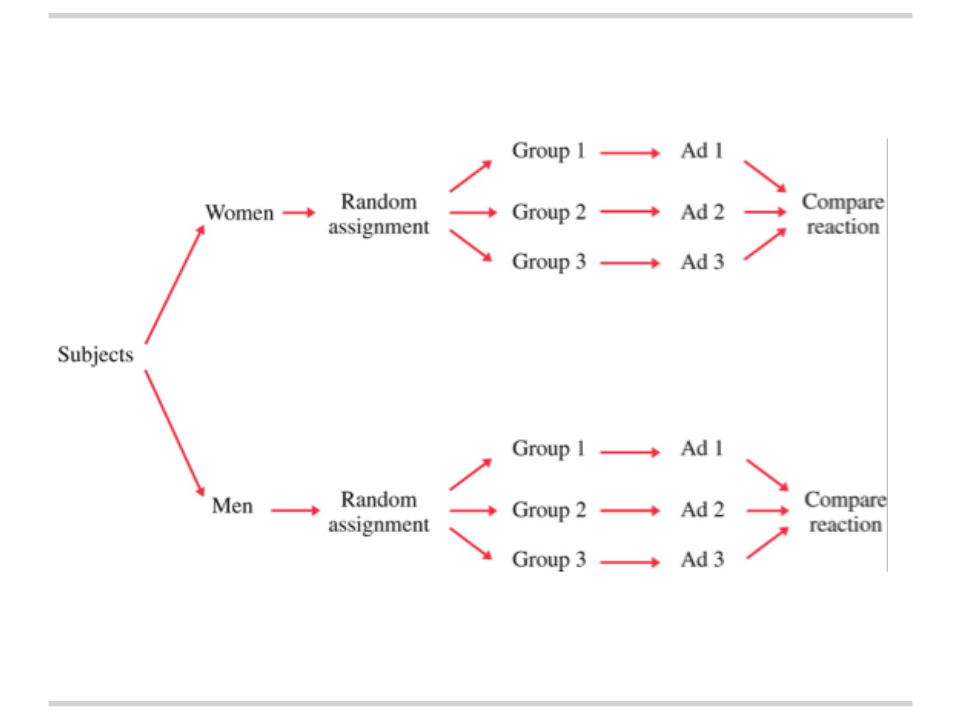 Group 1
Ad 1
Women
Random
assignment
Group 2
Ad 2
Compare
reaction
Group 3
Ad 3
Subjects
Group 1
Ad 1
Men
Random
assignment
Group 2
Ad 2
Compare
reaction
Group 3
Ad 3